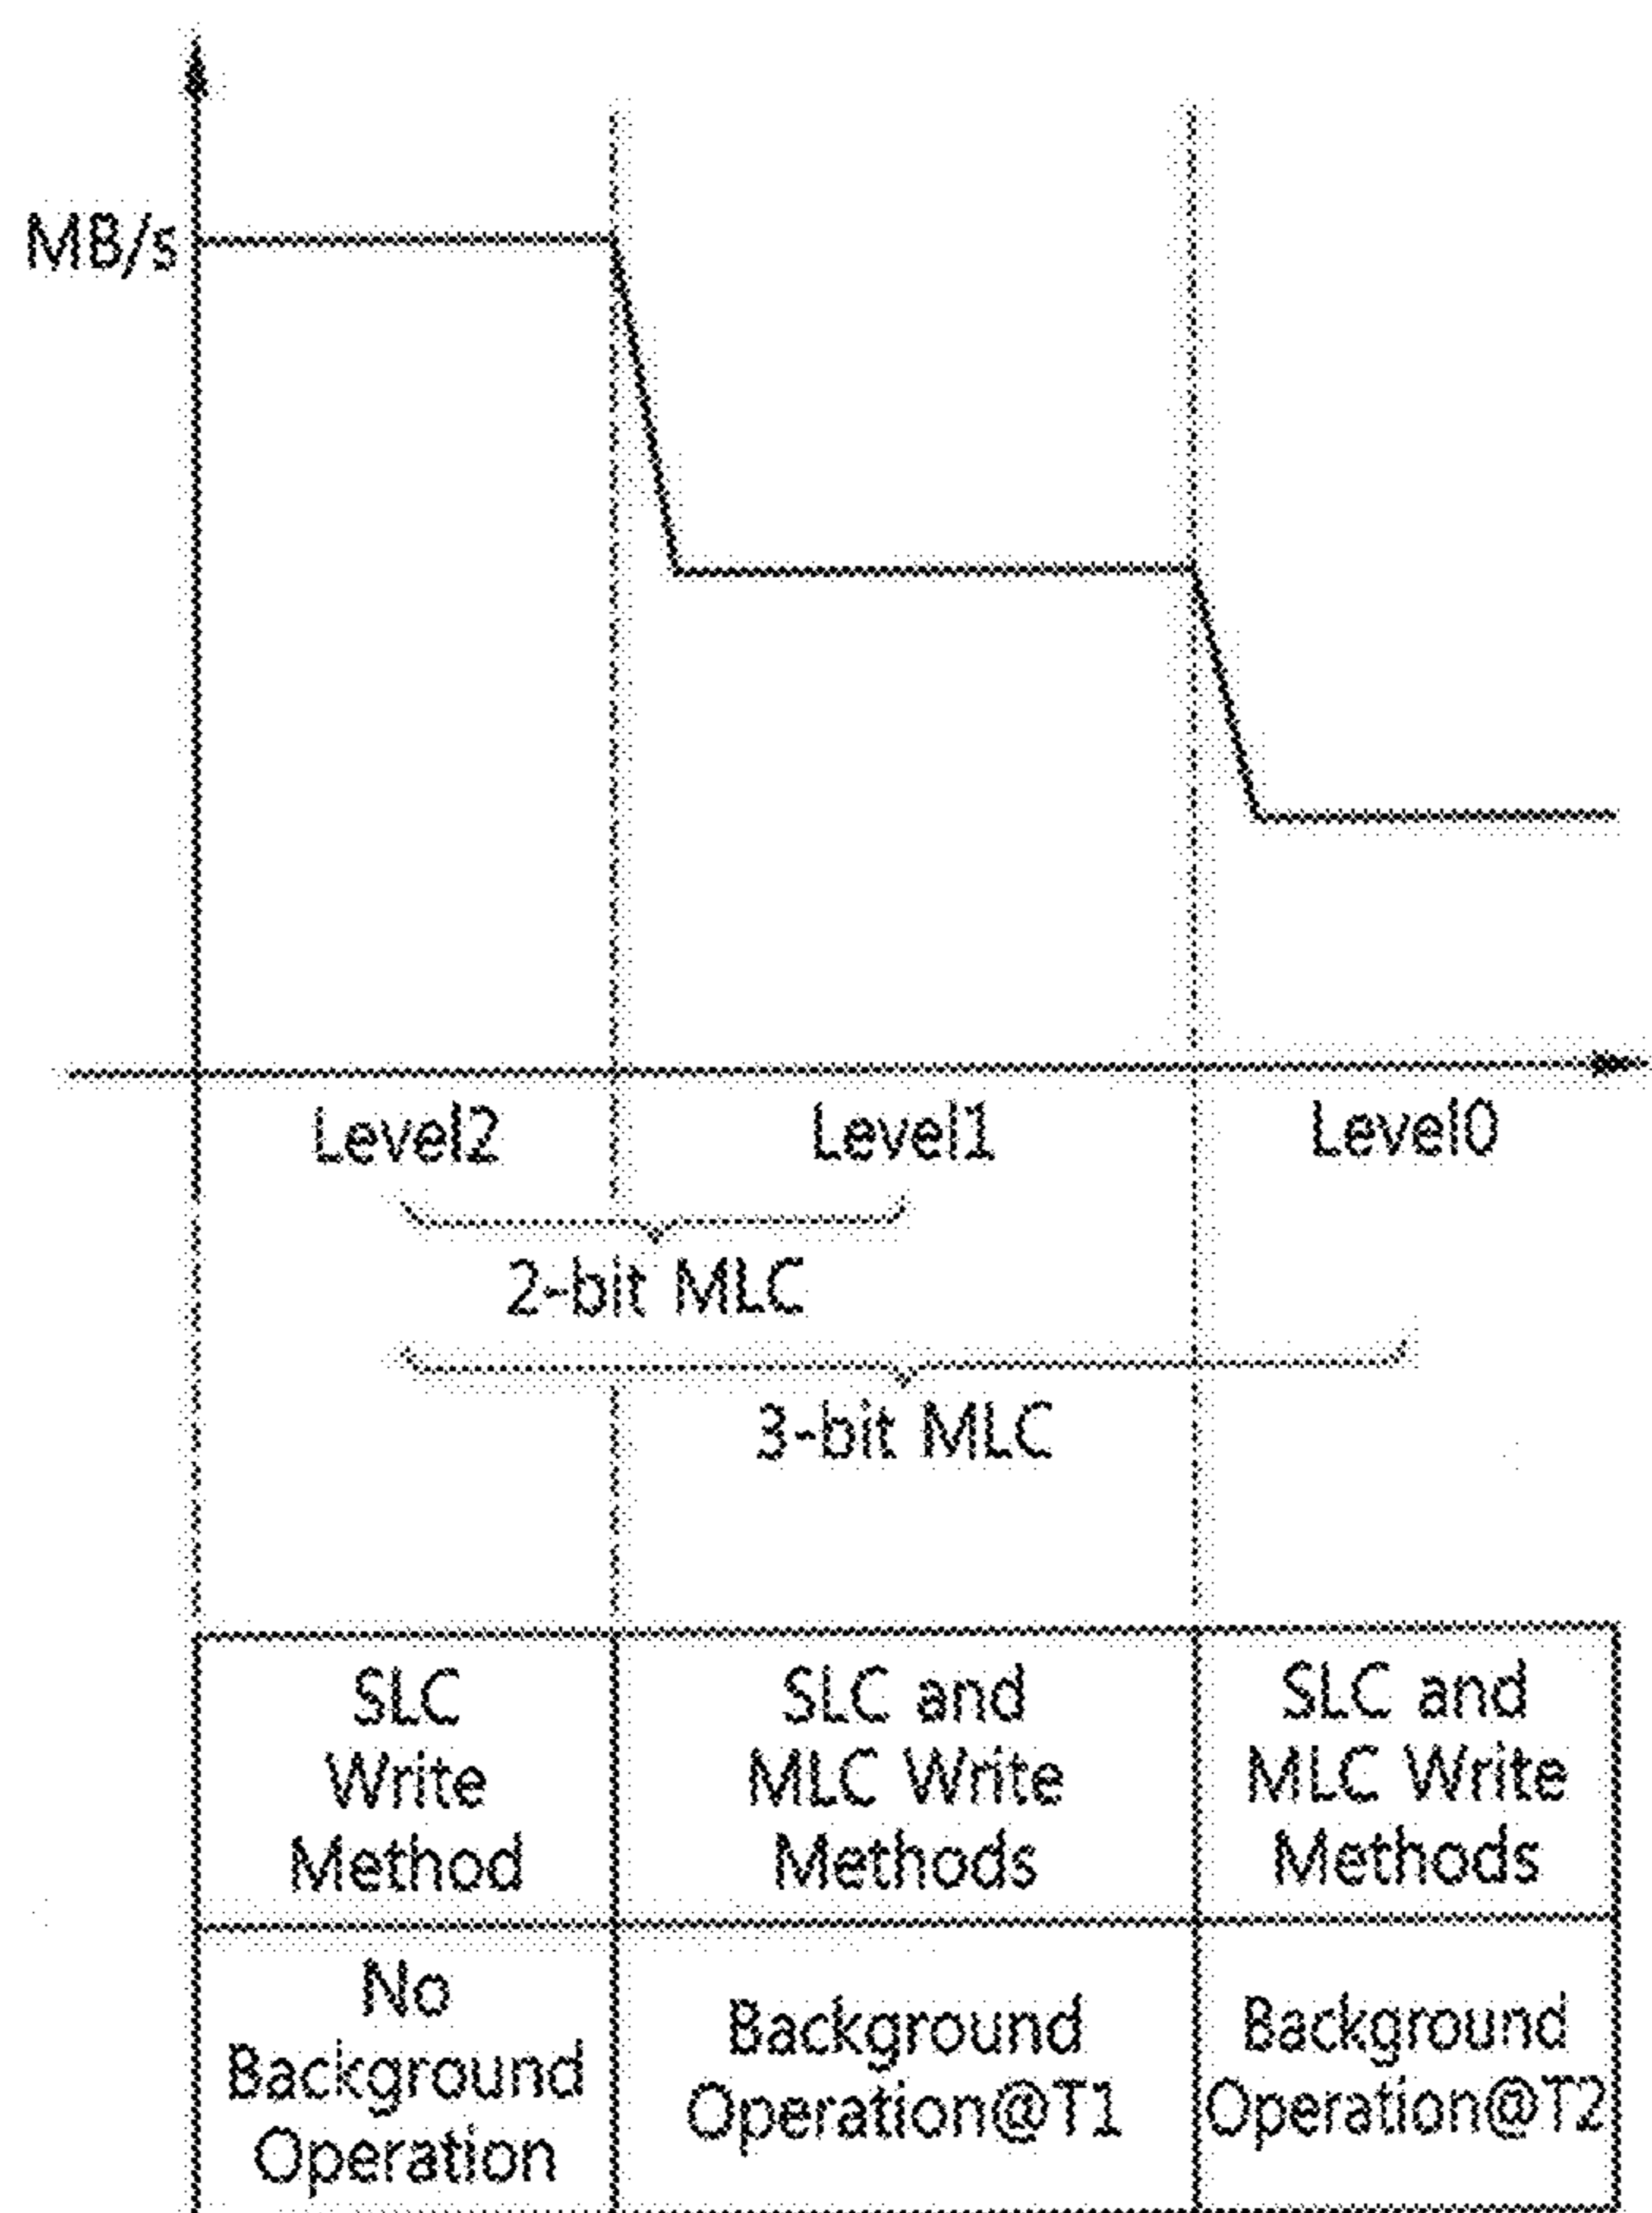 MB/s
Level2
Level1
Level0
2-bit MLC
3-bit MLC
SLC
Write
Method
SLC and
MLC Write
Methods
SLC and
MLC Write
Methods
No
Background
Operation
Background
Operation@T1
Background
Operation@T2